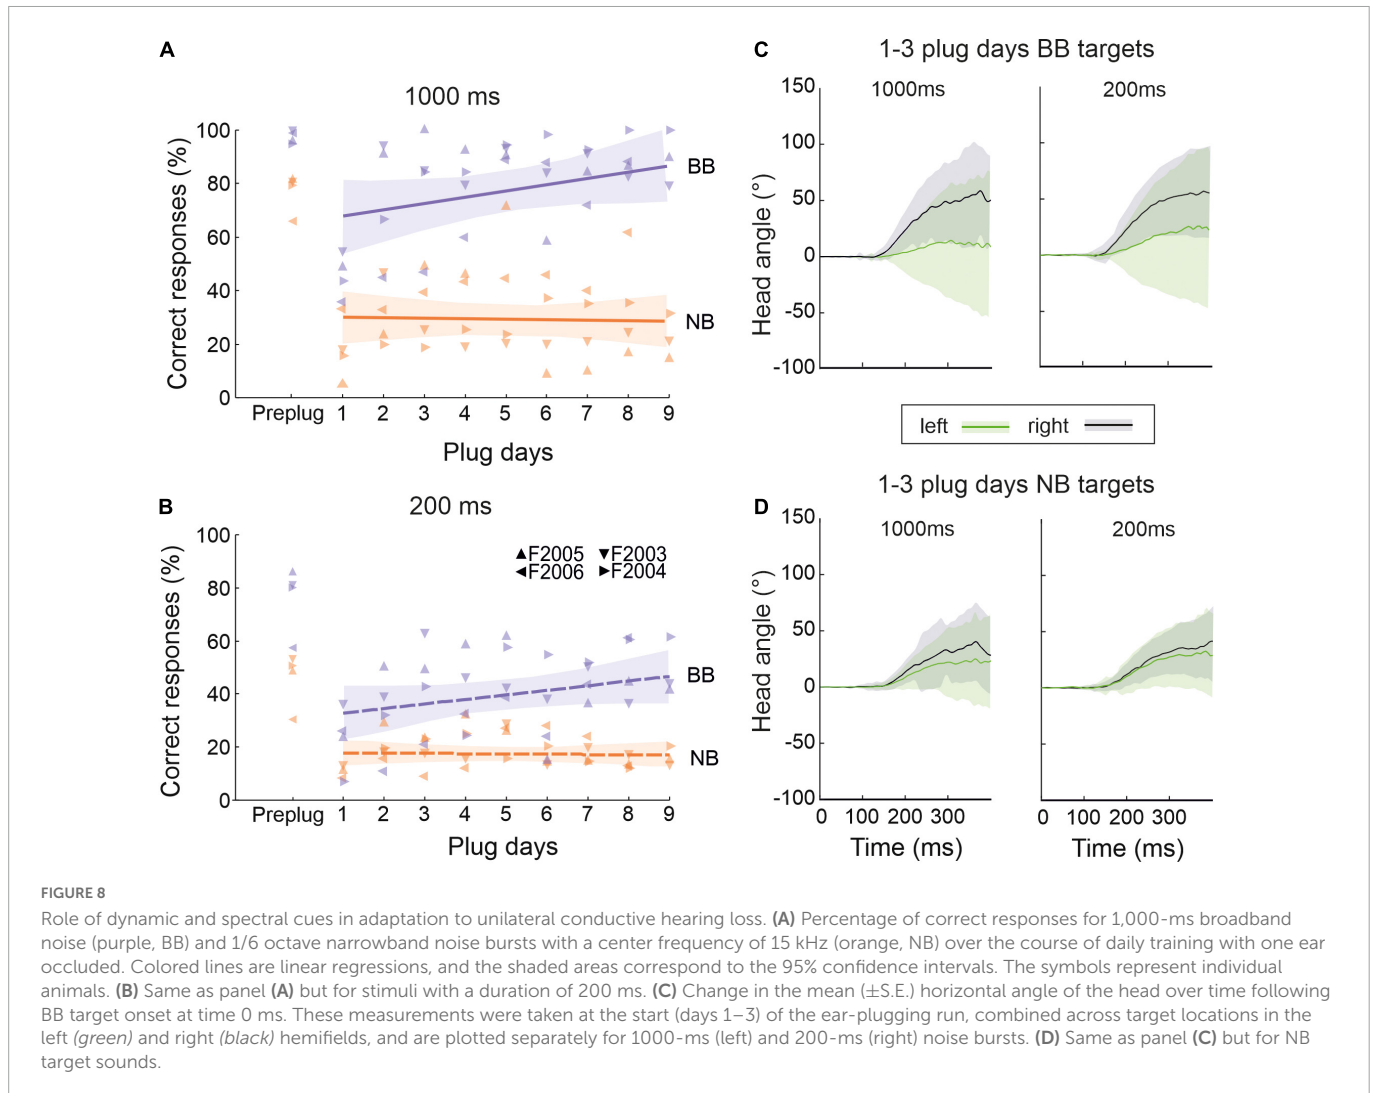 A
1000 ms
Correct responses (%)
100
80
60
40
20
0
BB
NB
Preplug 1 2 3 4 5 6 7 8 9
Plug days
B
200 ms
Correct responses (%)
100
80
60
40
20
0
F2005 F2003
F2006 F2004
BB
NB
Preplug 1 2 3 4 5 6 7 8 9
Plug days
C
1-3 plug days BB targets
1000ms 200ms
Head angle (°)
150
100
50
0
-50
-100
left right
1-3 plug days NB targets
D
1000ms 200ms
Head angle (°)
150
100
50
0
-50
-100
0 100 200 300 0 100 200 300
Time (ms) Time (ms)
FIGURE 8
Role of dynamic and spectral cues in adaptation to unilateral conductive hearing loss. (A) Percentage of correct responses for 1,000-ms broadband
noise (purple, BB) and 1/6 octave narrowband noise bursts with a center frequency of 15 kHz (orange, NB) over the course of daily training with one ear
occluded. Colored lines are linear regressions, and the shaded areas correspond to the 95% confidence intervals. The symbols represent individual
animals. (B) Same as panel (A) but for stimuli with a duration of 200 ms. (C) Change in the mean (±S.E.) horizontal angle of the head over time following
BB target onset at time 0 ms. These measurements were taken at the start (days 1–3) of the ear-plugging run, combined across target locations in the
left (green) and right (black) hemifields, and are plotted separately for 1000-ms (left) and 200-ms (right) noise bursts. (D) Same as panel (C) but for NB
target sounds.